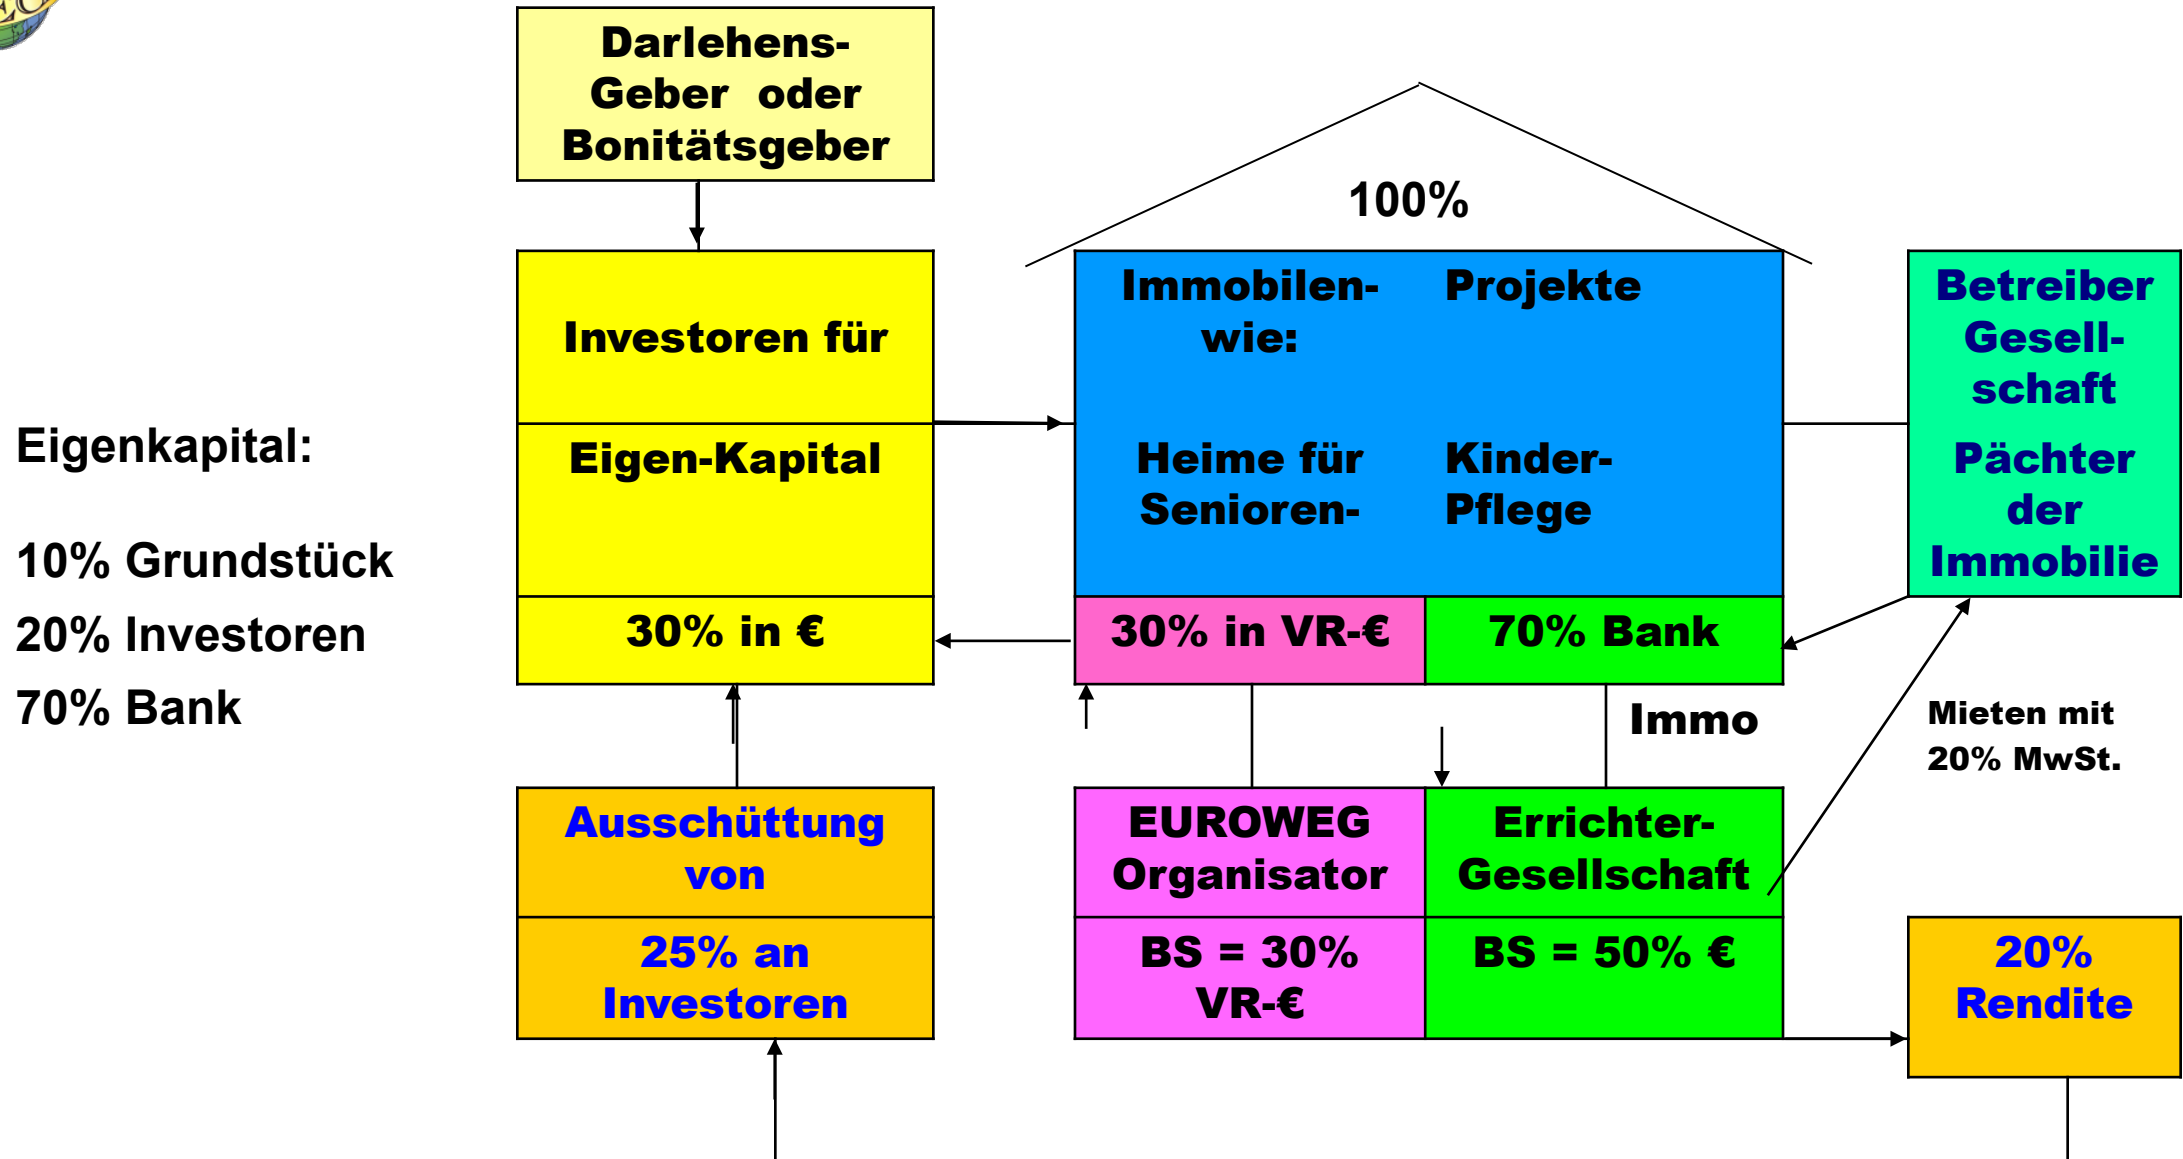 Darlehens-
Geber oder
Bonitätsgeber
100%
Investoren für
Eigen-Kapital
30% in €
Immobilen- Projekte
wie:
Heime für Kinder-
Senioren- Pflege
30% in VR-€
70% Bank
Betreiber
Gesell-
schaft
Pächter
der
Immobilie
Eigenkapital:
10% Grundstück
20% Investoren
70% Bank
Immo
Mieten mit
20% MwSt.
Ausschüttung
von
25% an
Investoren
EUROWEG
Organisator
BS = 30%
VR-€
Errichter-
Gesellschaft
BS = 50% €
20%
Rendite